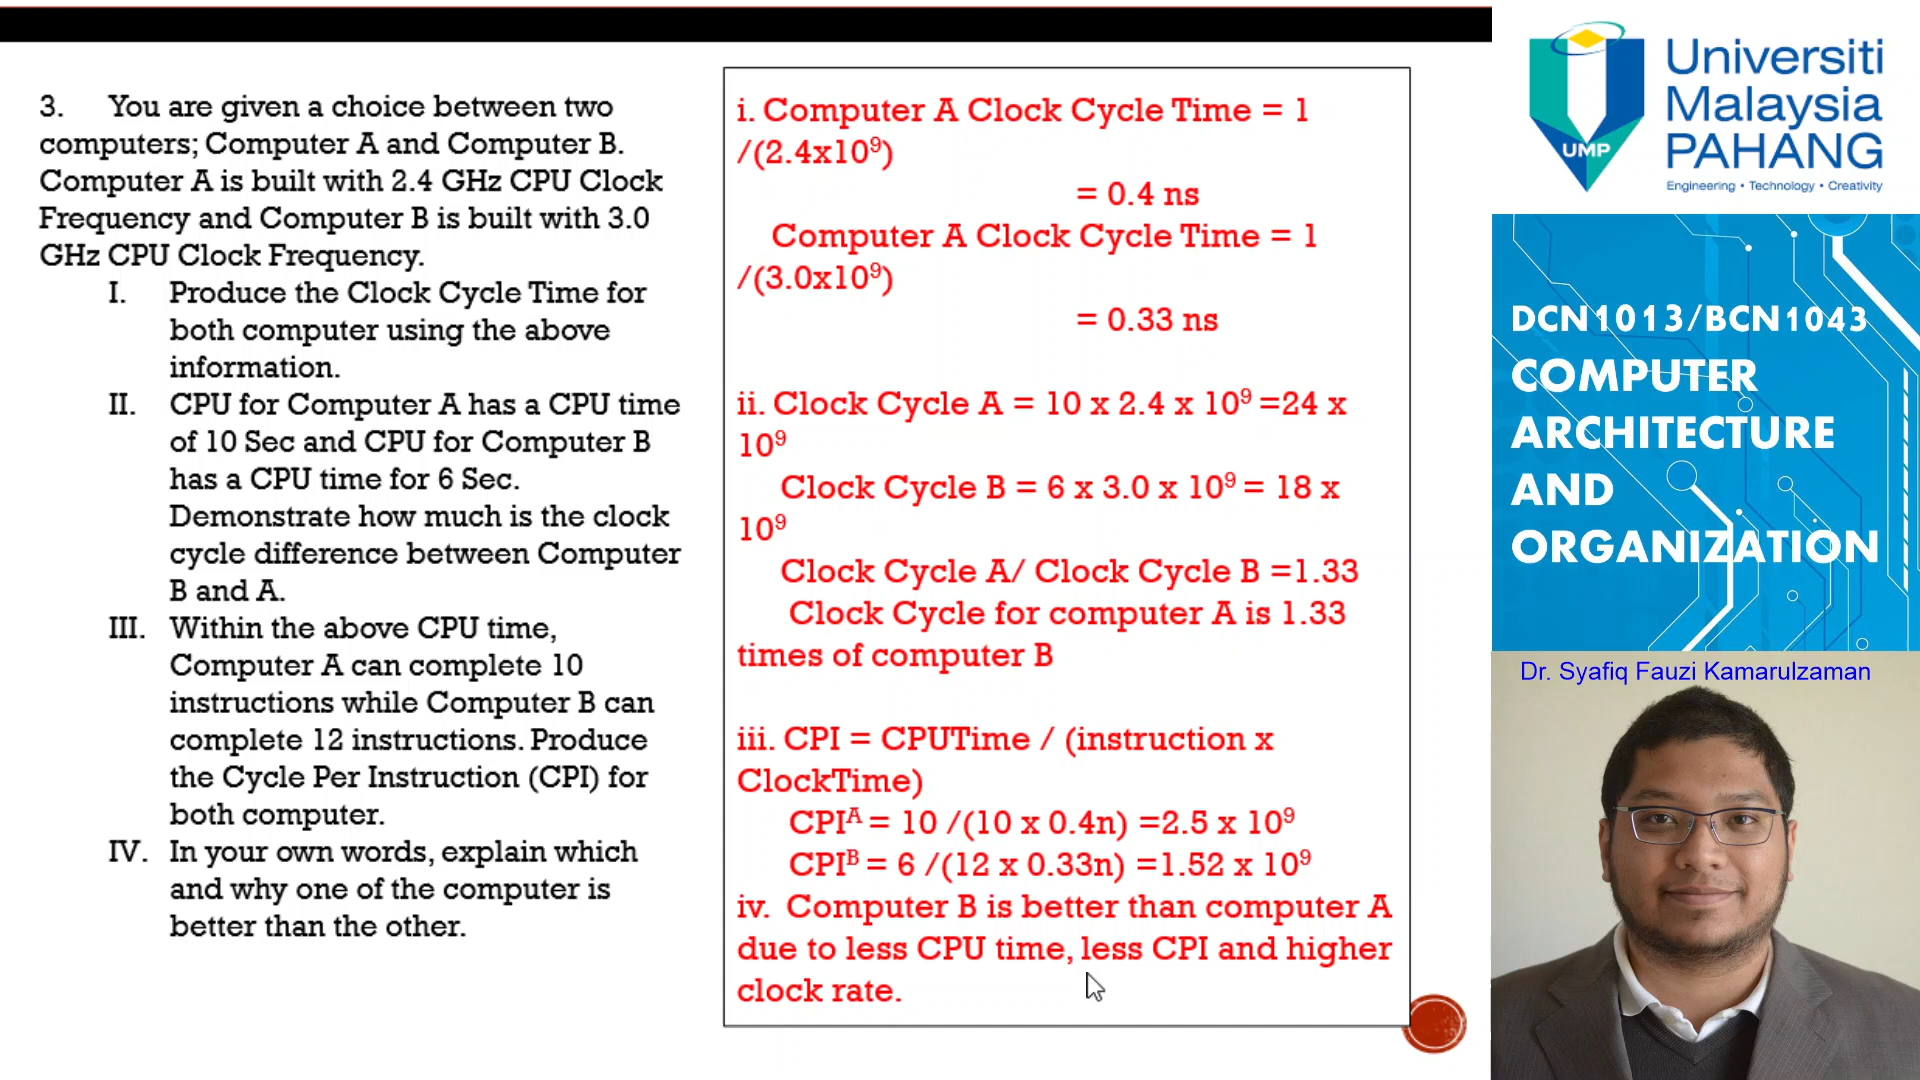 3. You are given a choice between two
computers; Computer A and Computer B.
Computer A is built with 2.4 GHz CPU Clock
Frequency and Computer B is built with 3.0
GHz CPU Clock Frequency.
I. Produce the Clock Cycle Time for
both computer using the above
information.
II. CPU for Computer A has a CPU time
of 10 Sec and CPU for Computer B
has a CPU time for 6 Sec.
Demonstrate how much is the clock
cycle difference between Computer
B and A.
III. Within the above CPU time,
Computer A can complete 10
instructions while Computer B can
complete 12 instructions. Produce
the Cycle Per Instruction (CPI) for
both computer.
IV. In your own words, explain which
and why one of the computer is
better than the other.
i. Computer A Clock Cycle Time = 1
/(2.4x10⁹)
= 0.4 ns
Computer A Clock Cycle Time = 1
/(3.0x10⁹)
= 0.33 ns
ii. Clock Cycle A = 10 x 2.4 x 10⁹ =24 x
10⁹
Clock Cycle B = 6 x 3.0 x 10⁹ = 18 x
10⁹
Clock Cycle A/ Clock Cycle B =1.33
Clock Cycle for computer A is 1.33
times of computer B
iii. CPI = CPUTime / (instruction x
ClockTime)
CPIᴬ = 10 /(10 x 0.4n) =2.5 x 10⁹
CPIᴮ = 6 /(12 x 0.33n) =1.52 x 10⁹
iv. Computer B is better than computer A
due to less CPU time, less CPI and higher
clock rate.
UMP
Universiti
Malaysia
PAHANG
Engineering • Technology • Creativity
DCN1013/BCN1043
COMPUTER
ARCHITECTURE
AND
ORGANIZATION
Dr. Syafiq Fauzi Kamarulzaman